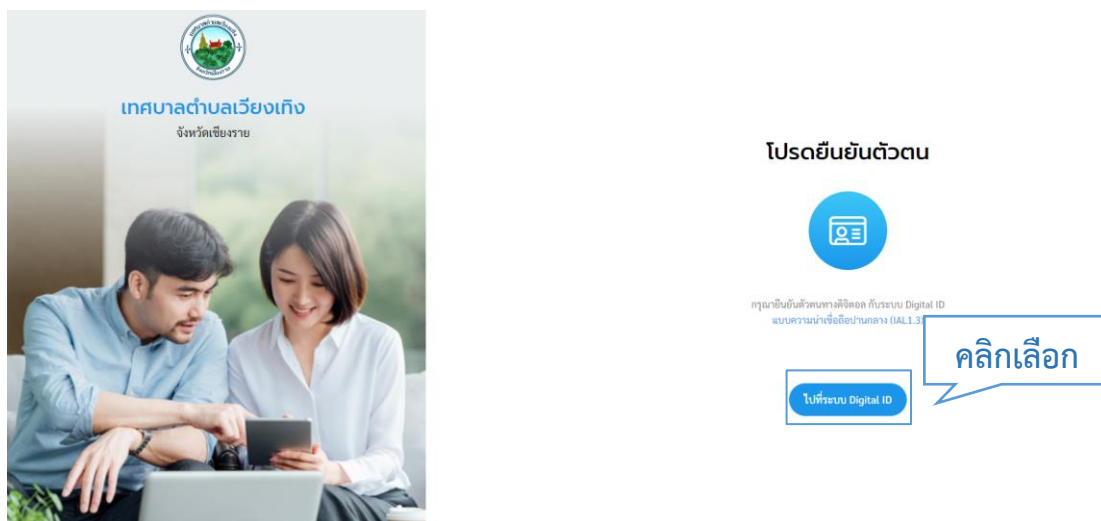 เทศบาลตำบลเวียงเทิง
จังหวัดเชียงราย
โปรดยืนยันตัวตน
กรุณายืนยันตัวตนทางดิจิตอล กับระบบ Digital ID
แบบความน่าเชื่อถือปานกลาง (IAL1.3)
คลิกเลือก
ไปที่ระบบ Digital ID